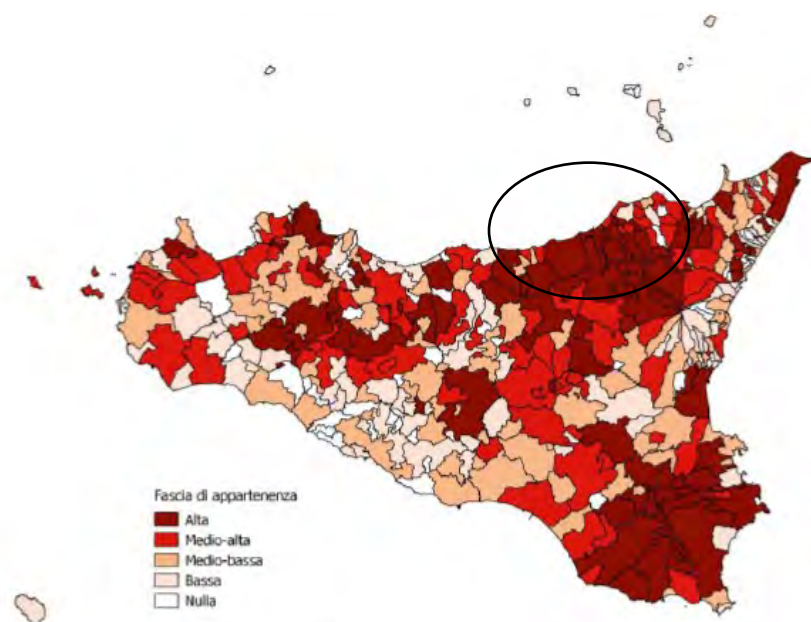 Fascia di appartenenza
Alta
Medio-alta
Medio-bassa
Bassa
Nulla